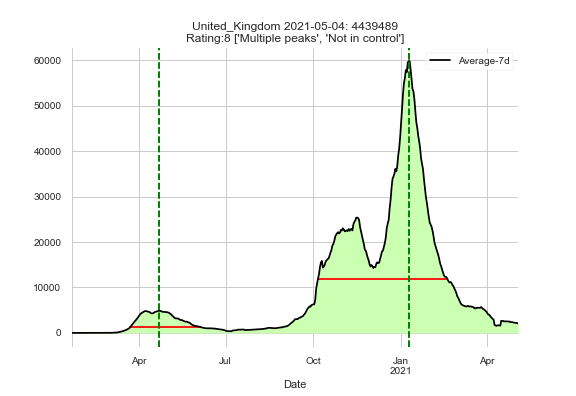 United_Kingdom 2021-05-04: 4439489
Rating:8 ['Multiple peaks', 'Not in control']
Average-7d
60000
50000
40000
30000
20000
10000
0
Apr
Jul
Oct
Jan
2021
Apr
Date